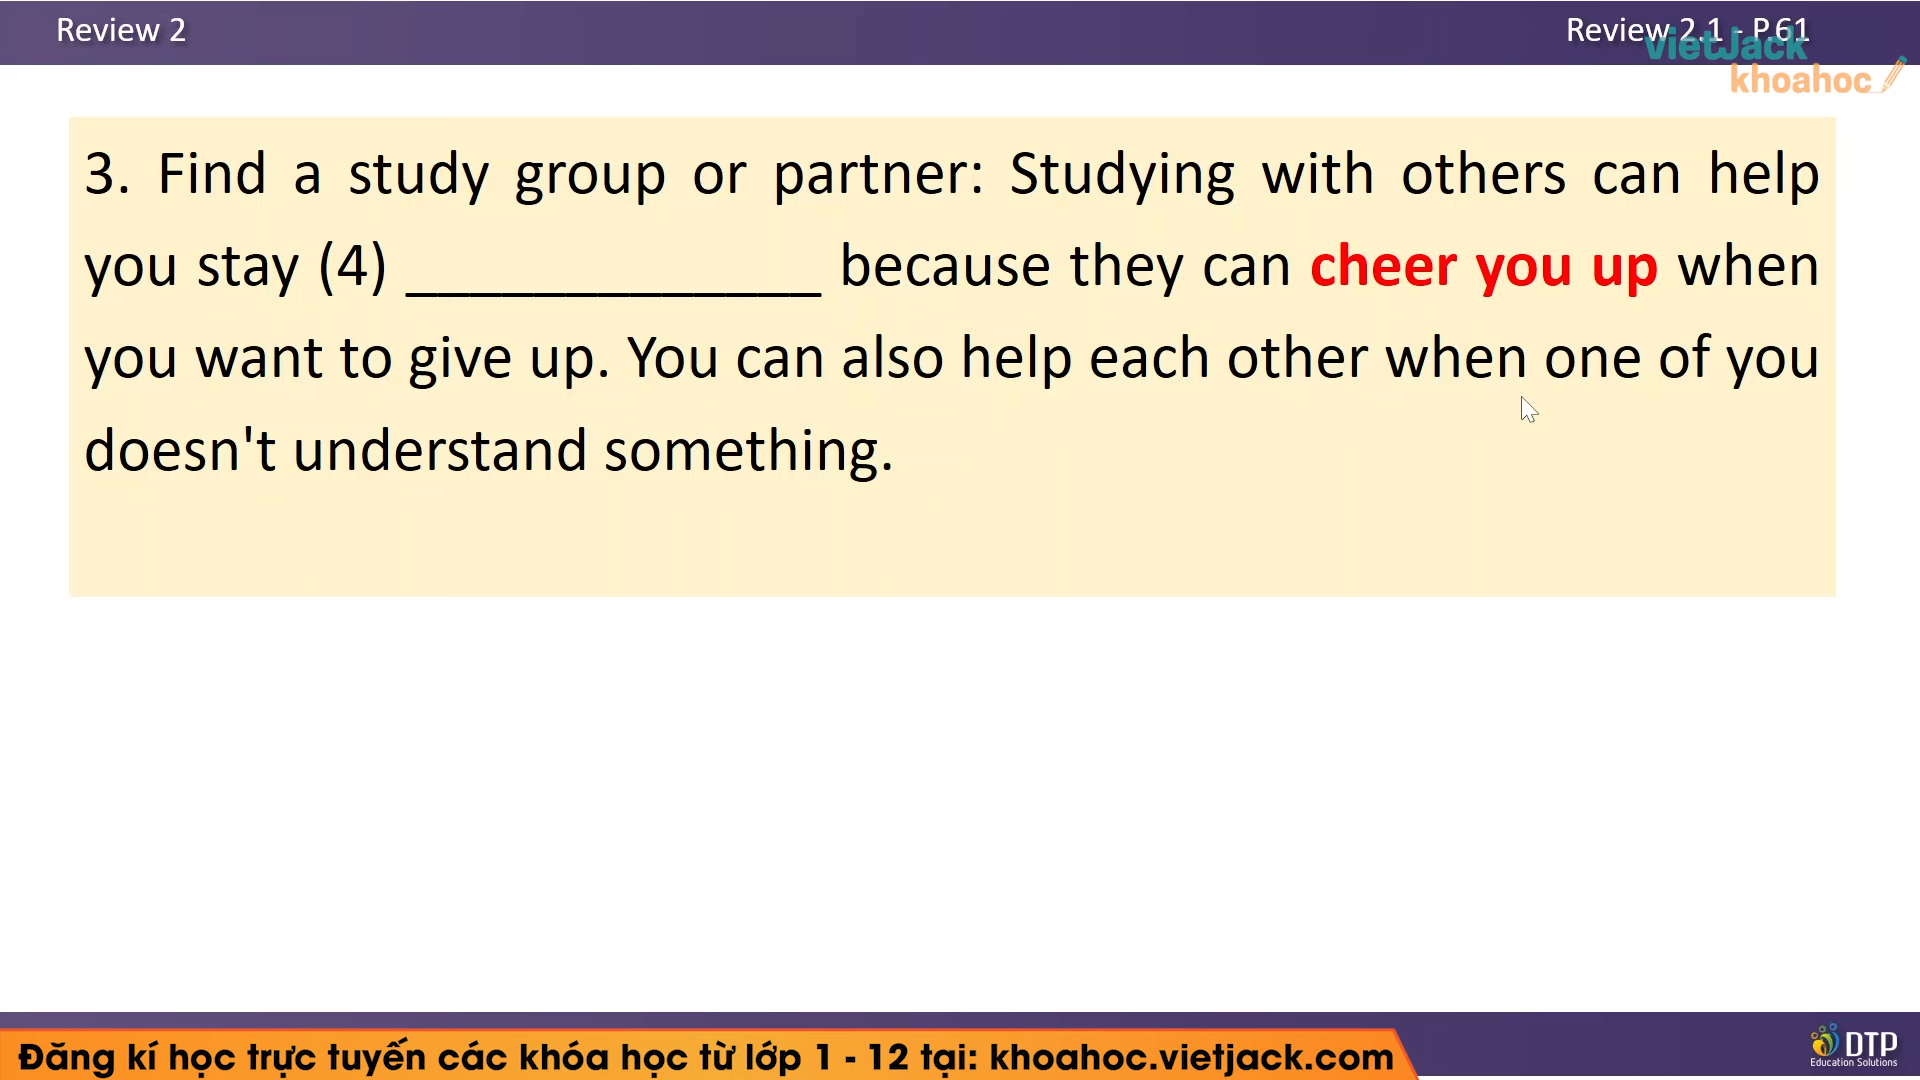 Review 2
Review 2.1 - P.61
vietJack
khoahoc
3. Find a study group or partner: Studying with others can help
you stay (4) _____________ because they can cheer you up when
you want to give up. You can also help each other when one of you
doesn't understand something.
Đăng kí học trực tuyến các khóa học từ lớp 1 - 12 tại: khoahoc.vietjack.com
DTP
Education Solutions